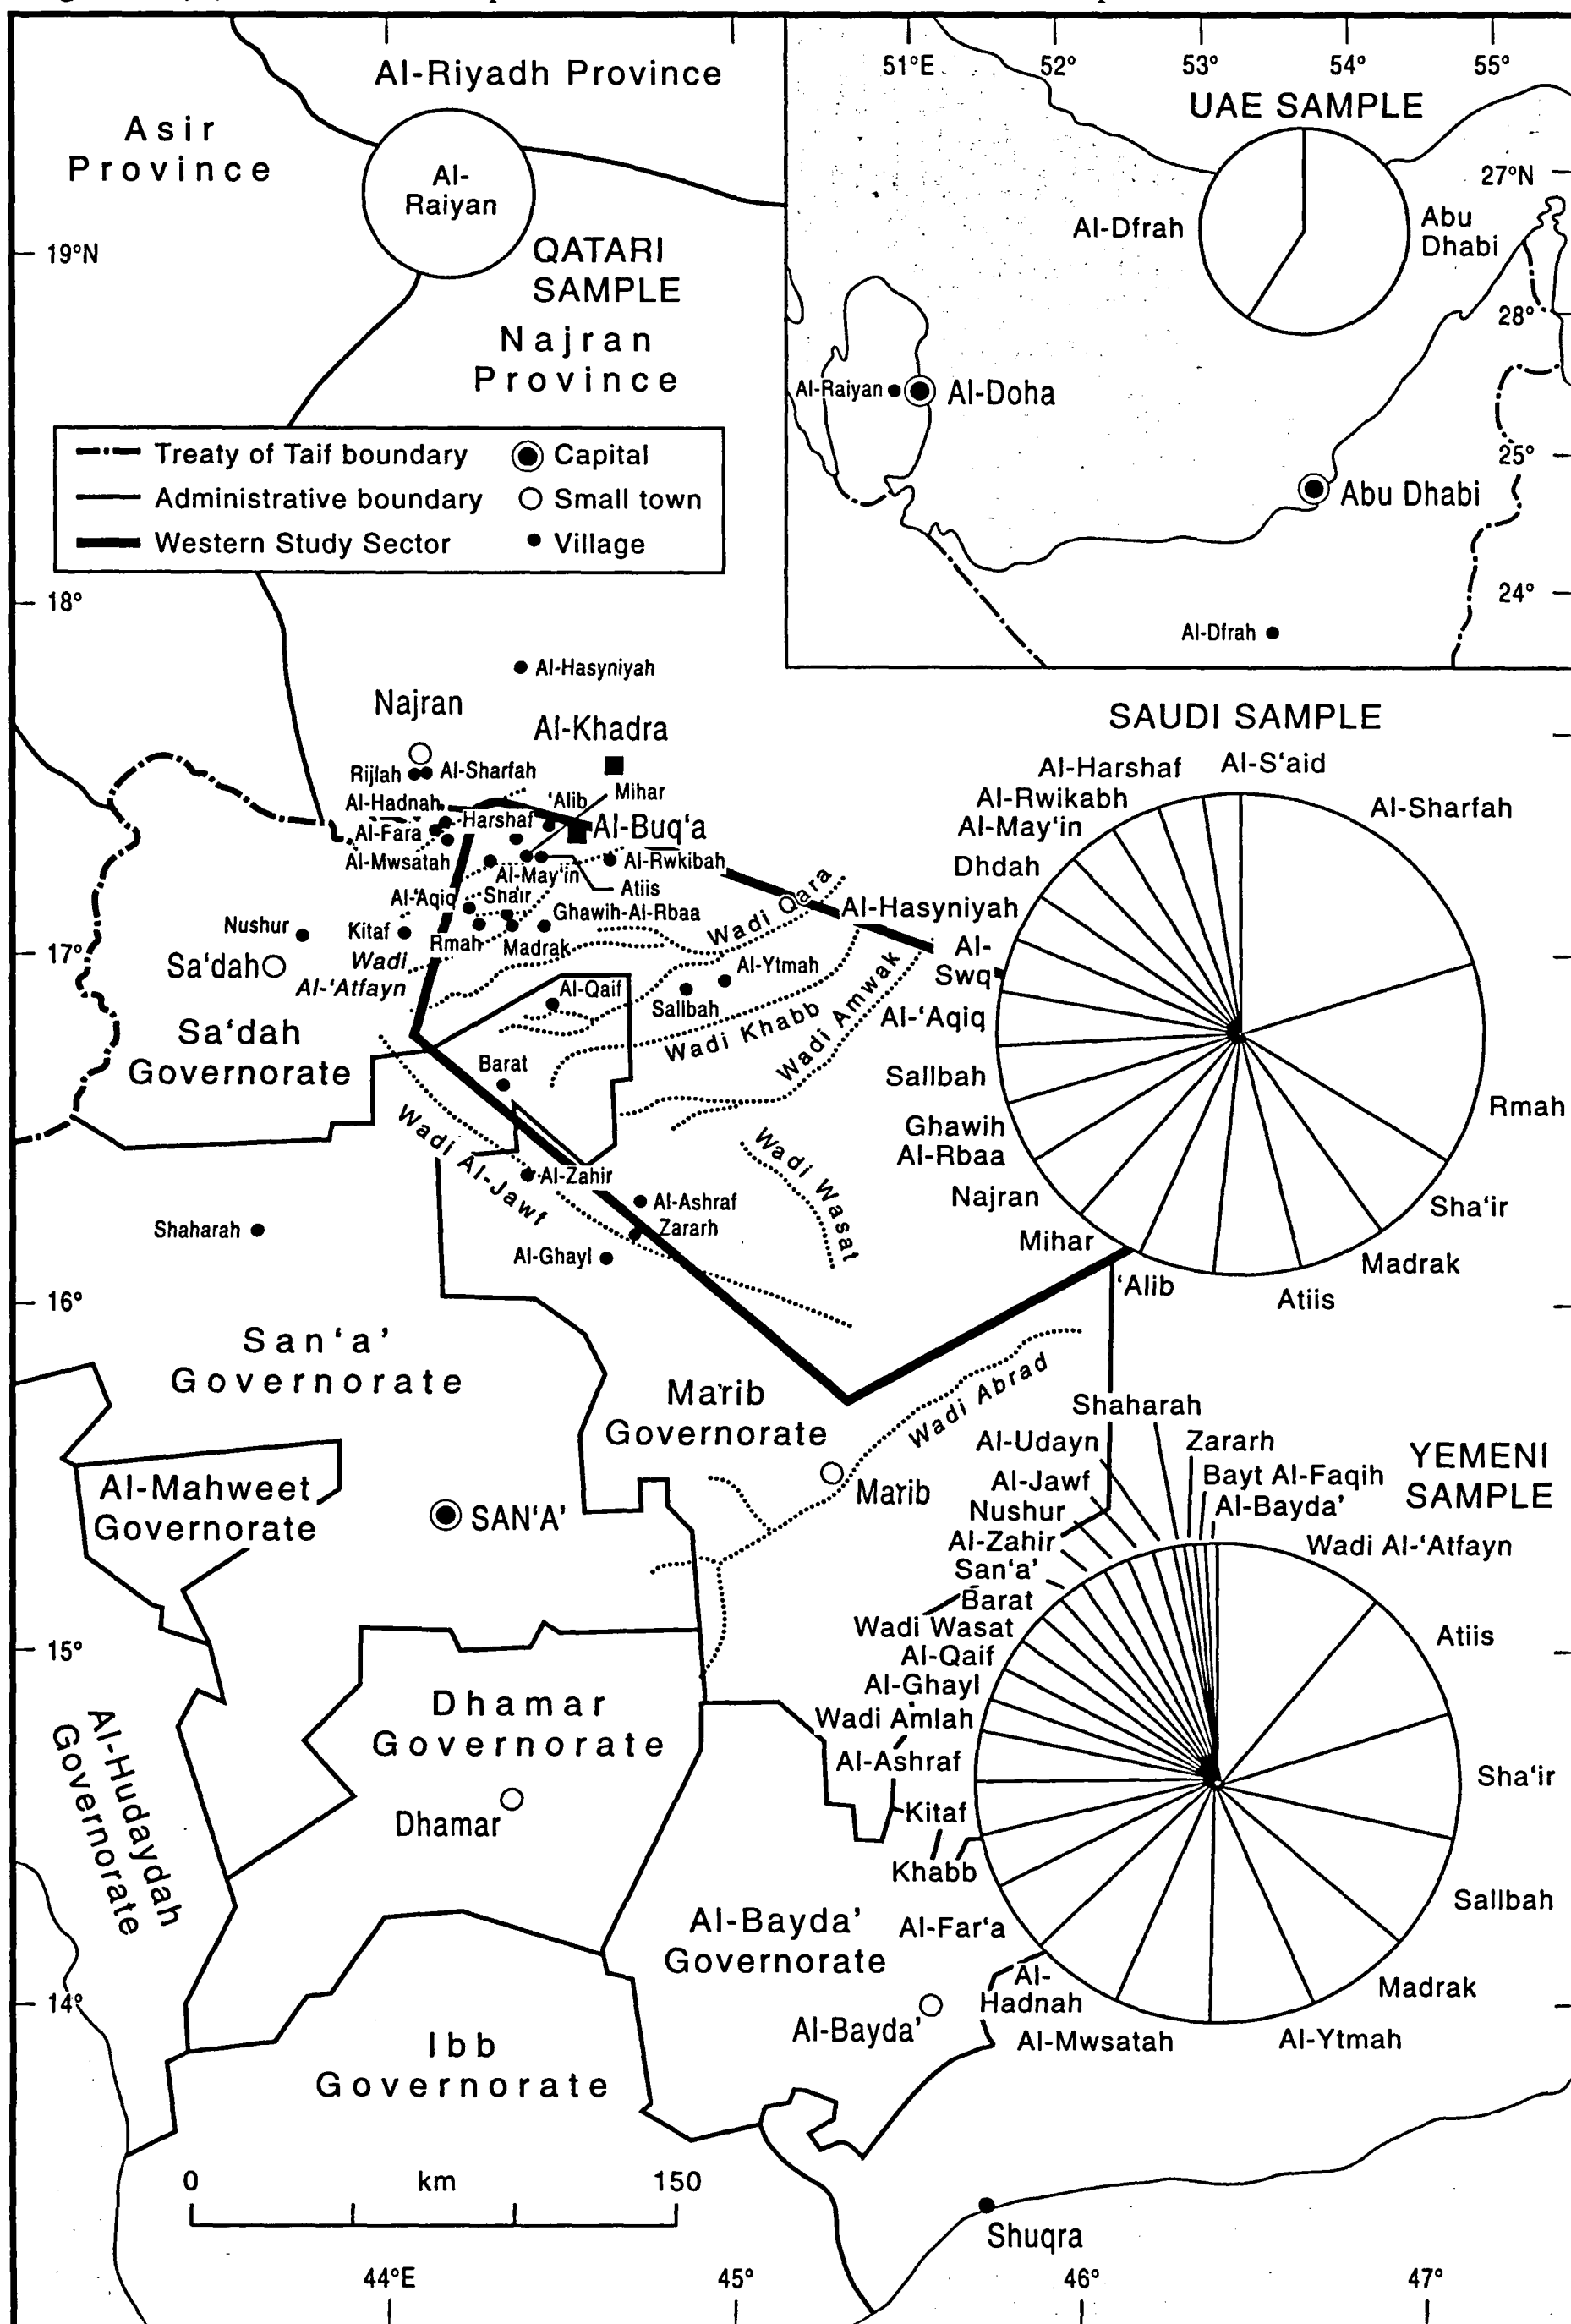 Al-Riyadh Province
Asir
Province
Al-
Raiyan
QATARI
SAMPLE
Najran
Province
19°N
18°
17°
16°
15°
14°
Treaty of Taif boundary
Administrative boundary
Western Study Sector
Capital
Small town
Village
51°E
52°
53°
54°
55°
UAE SAMPLE
27°N
28°
25°
24°
Al-Dfrah
Abu
Dhabi
Al-Raiyan
Al-Doha
Abu Dhabi
Al-Dfrah
Al-Hasyniyah
Najran
Al-Khadra
Rijlah
Al-Sharfah
Mihar
Al-Hadnah
‘Alib
Harshaf
Al-Fara
Al-Buq‘a
Al-Mwsatah
Al-Rwkibah
Al-May‘in
Atiis
Al-‘Aqiq
Sha‘ir
Ghawih-Al-Rbaa
Nushur
Kitaf
Rmah
Madrak
Wadi Qara
Sa‘dah
Wadi
Al-‘Atfayn
Al-Ytmah
Al-Qaif
Sallbah
Wadi Khabb
Wadi Amwak
Sa‘dah
Governorate
Barat
Wadi Al-Jawf
Wadi Wasat
Al-Zahir
Al-Ashraf
Zararh
Shaharah
Al-Ghayl
SAUDI SAMPLE
Al-Harshaf
Al-S‘aid
Al-Rwikabh
Al-Sharfah
Al-May‘in
Dhdah
Al-Hasyniyah
Al-
Swq
Al-‘Aqiq
Sallbah
Rmah
Ghawih
Al-Rbaa
Najran
Sha‘ir
Mihar
Madrak
‘Alib
Atiis
San‘a’
Governorate
Ma‘rib
Governorate
Wadi Abrad
Marib
Al-Mahweet
Governorate
SAN‘A’
Shaharah
Al-Udayn
Zararh
YEMENI
SAMPLE
Al-Jawf
Bayt Al-Faqih
Nushur
Al-Bayda’
Al-Zahir
Wadi Al-‘Atfayn
San‘a’
Barat
Wadi Wasat
Atiis
Al-Qaif
Al-Ghayl
Wadi Amlah
Al-Ashraf
Sha‘ir
Kitaf
Khabb
Sallbah
Al-Far‘a
Al-
Hadnah
Madrak
Al-Mwsatah
Al-Ytmah
Dhamar
Governorate
Dhamar
Al-Hudaydah
Governorate
Al-Bayda’
Governorate
Al-Bayda’
Ibb
Governorate
0 km 150
Shuqra
44°E
45°
46°
47°